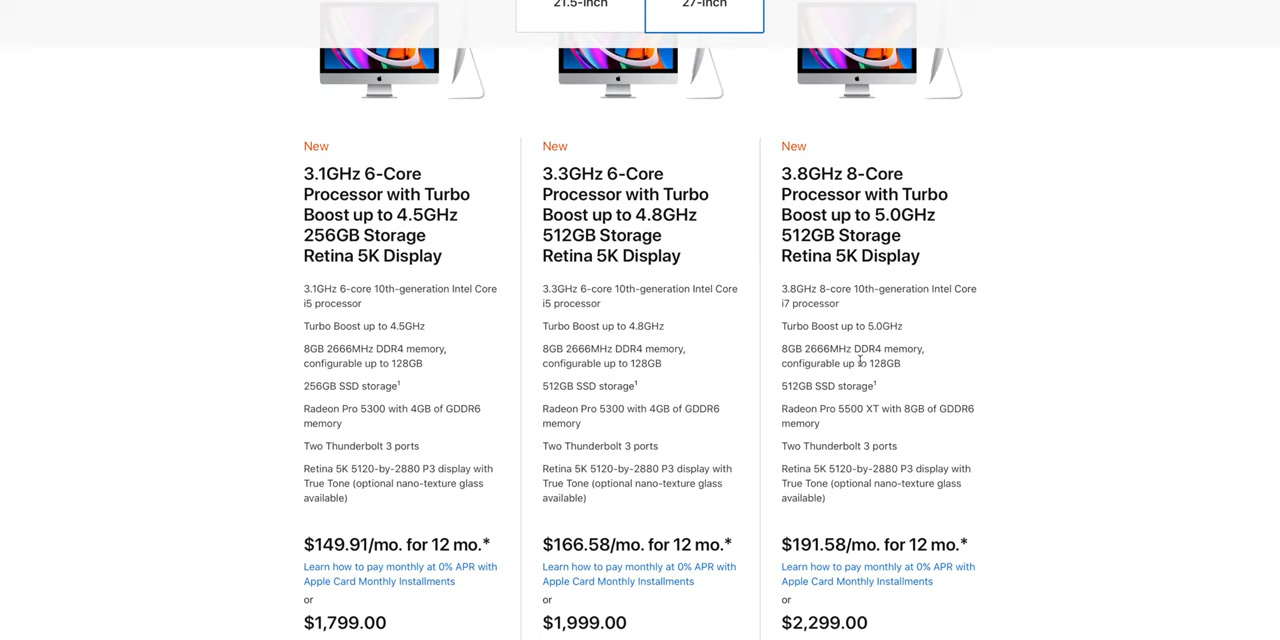 21.5-inch
27-inch
New
3.1GHz 6-Core
Processor with Turbo
Boost up to 4.5GHz
256GB Storage
Retina 5K Display
3.1GHz 6-core 10th-generation Intel Core
i5 processor
Turbo Boost up to 4.5GHz
8GB 2666MHz DDR4 memory,
configurable up to 128GB
256GB SSD storage¹
Radeon Pro 5300 with 4GB of GDDR6
memory
Two Thunderbolt 3 ports
Retina 5K 5120-by-2880 P3 display with
True Tone (optional nano-texture glass
available)
$149.91/mo. for 12 mo.*
Learn how to pay monthly at 0% APR with
Apple Card Monthly Installments
or
$1,799.00
New
3.3GHz 6-Core
Processor with Turbo
Boost up to 4.8GHz
512GB Storage
Retina 5K Display
3.3GHz 6-core 10th-generation Intel Core
i5 processor
Turbo Boost up to 4.8GHz
8GB 2666MHz DDR4 memory,
configurable up to 128GB
512GB SSD storage¹
Radeon Pro 5300 with 4GB of GDDR6
memory
Two Thunderbolt 3 ports
Retina 5K 5120-by-2880 P3 display with
True Tone (optional nano-texture glass
available)
$166.58/mo. for 12 mo.*
Learn how to pay monthly at 0% APR with
Apple Card Monthly Installments
or
$1,999.00
New
3.8GHz 8-Core
Processor with Turbo
Boost up to 5.0GHz
512GB Storage
Retina 5K Display
3.8GHz 8-core 10th-generation Intel Core
i7 processor
Turbo Boost up to 5.0GHz
8GB 2666MHz DDR4 memory,
configurable up to 128GB
512GB SSD storage¹
Radeon Pro 5500 XT with 8GB of GDDR6
memory
Two Thunderbolt 3 ports
Retina 5K 5120-by-2880 P3 display with
True Tone (optional nano-texture glass
available)
$191.58/mo. for 12 mo.*
Learn how to pay monthly at 0% APR with
Apple Card Monthly Installments
or
$2,299.00